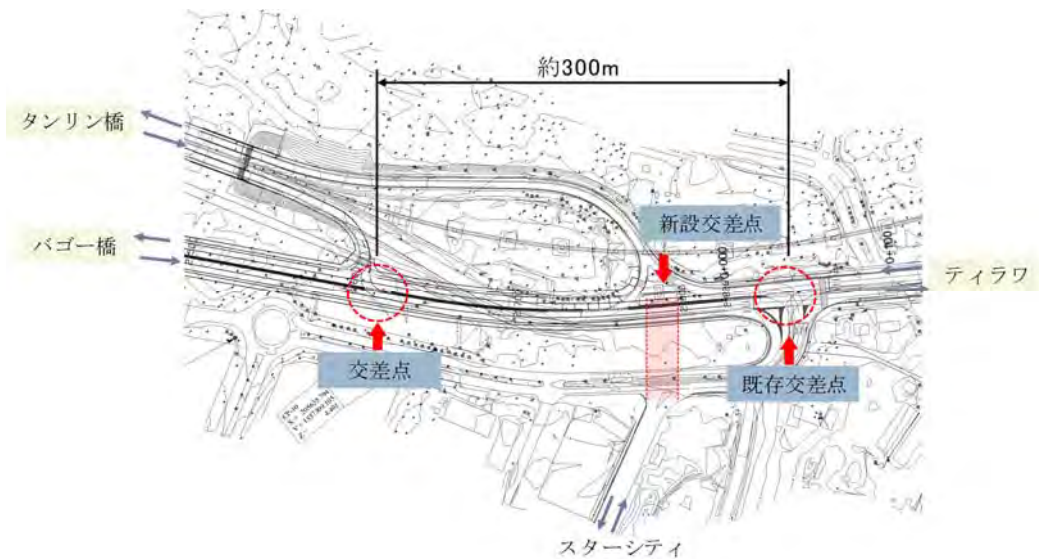 約300m
タンリン橋
新設交差点
バゴー橋
ティラワ
交差点
既存交差点
スターシティ